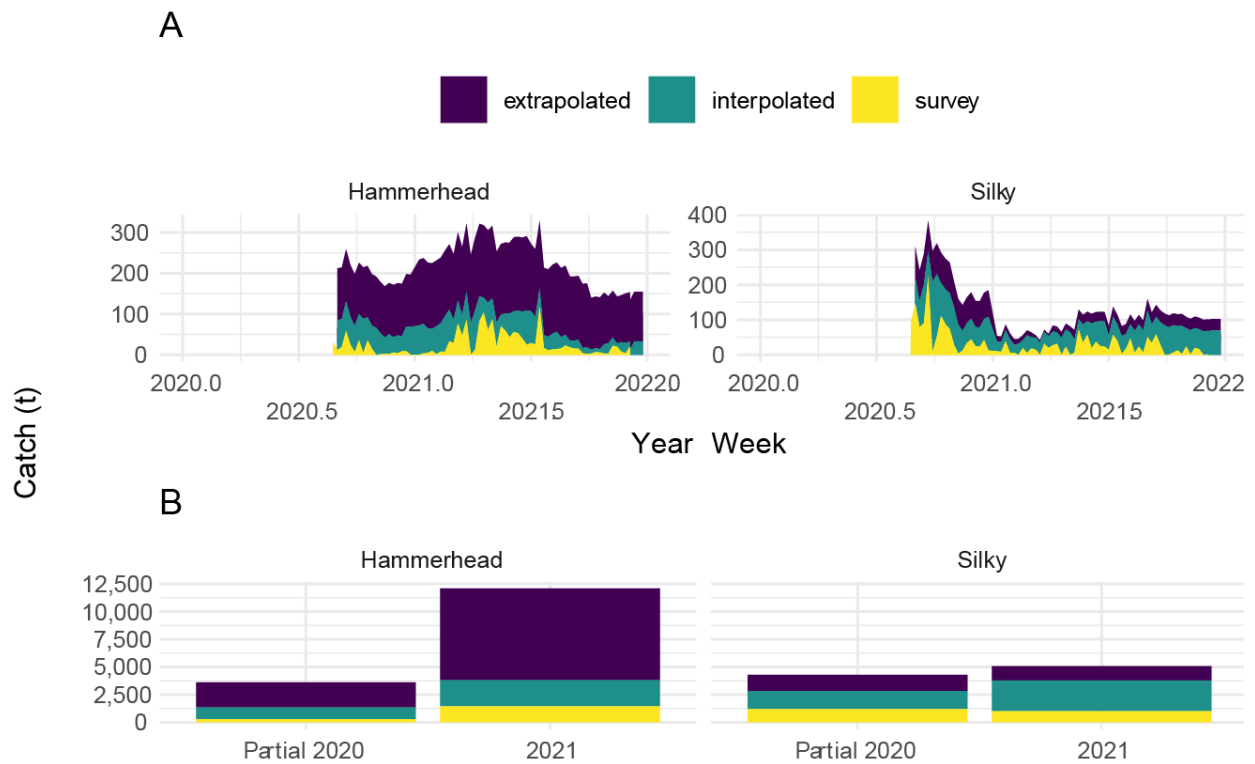 A
extrapolated interpolated survey
Hammerhead Silky
300
200
100
0
400
300
200
100
0
2020.0 2021.0 2022.0 2020.0 2021.0 2022
2020.5 20215 2020.5 20215
Year Week
Catch (t)
B
Hammerhead Silky
12,500
10,000
7,500
5,000
2,500
0
Partial 2020 2021 Partial 2020 2021